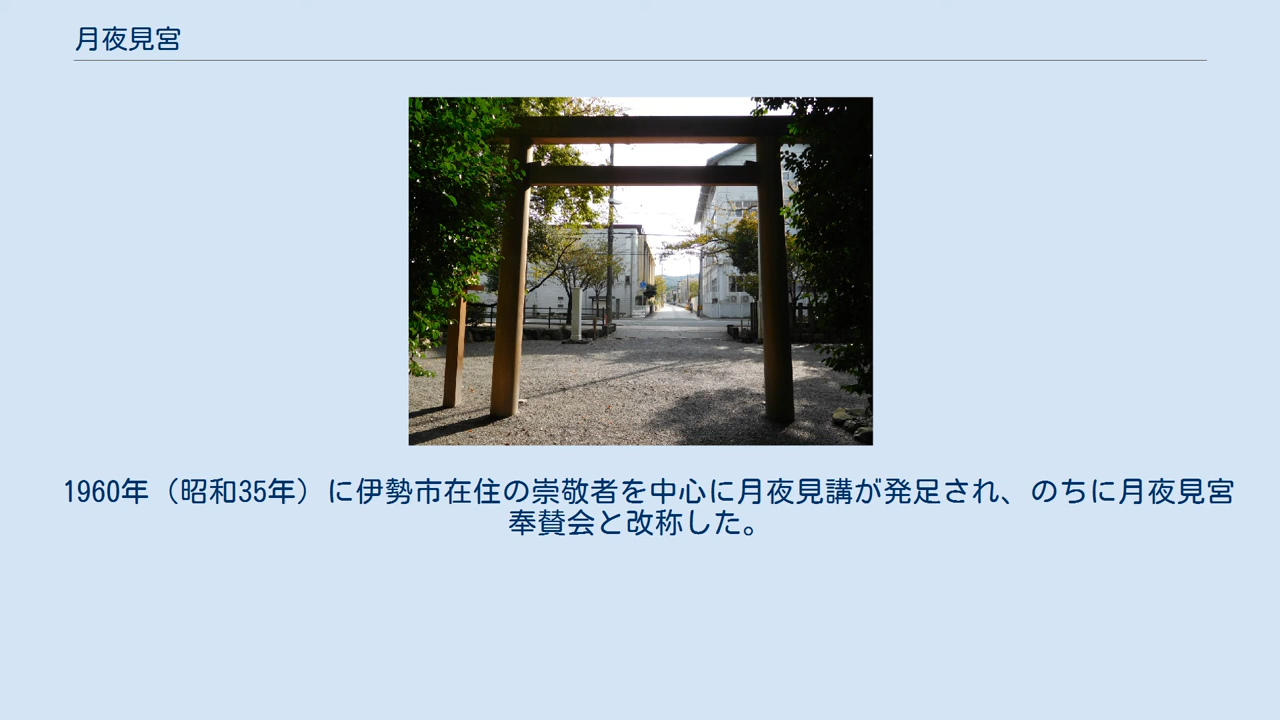 月夜見宮
1960年（昭和35年）に伊勢市在住の崇敬者を中心に月夜見講が発足され、のちに月夜見宮
奉賛会と改称した。